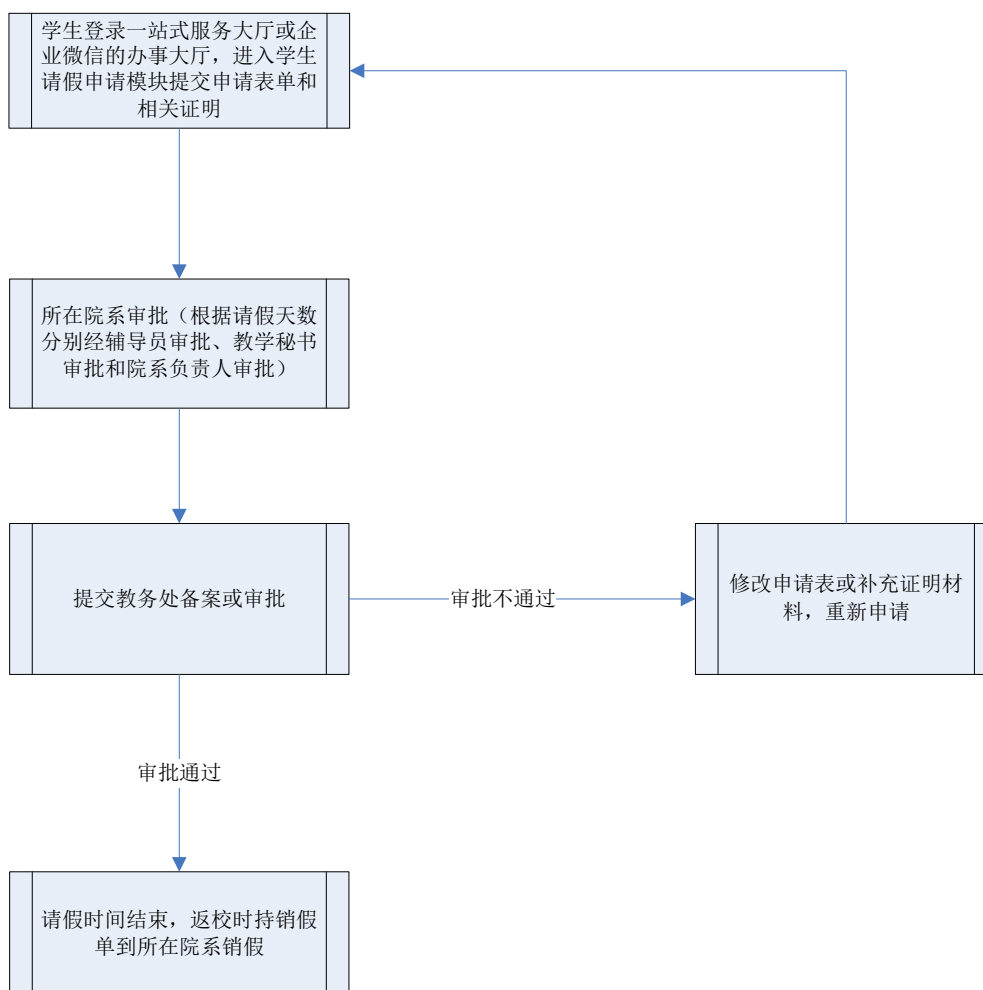 学生登录一站式服务大厅或企
业微信的办事大厅，进入学生
请假申请模块提交申请表单和
相关证明
所在院系审批（根据请假天数
分别经辅导员审批、教学秘书
审批和院系负责人审批）
提交教务处备案或审批
审批不通过
修改申请表或补充证明材
料，重新申请
审批通过
请假时间结束，返校时持销假
单到所在院系销假